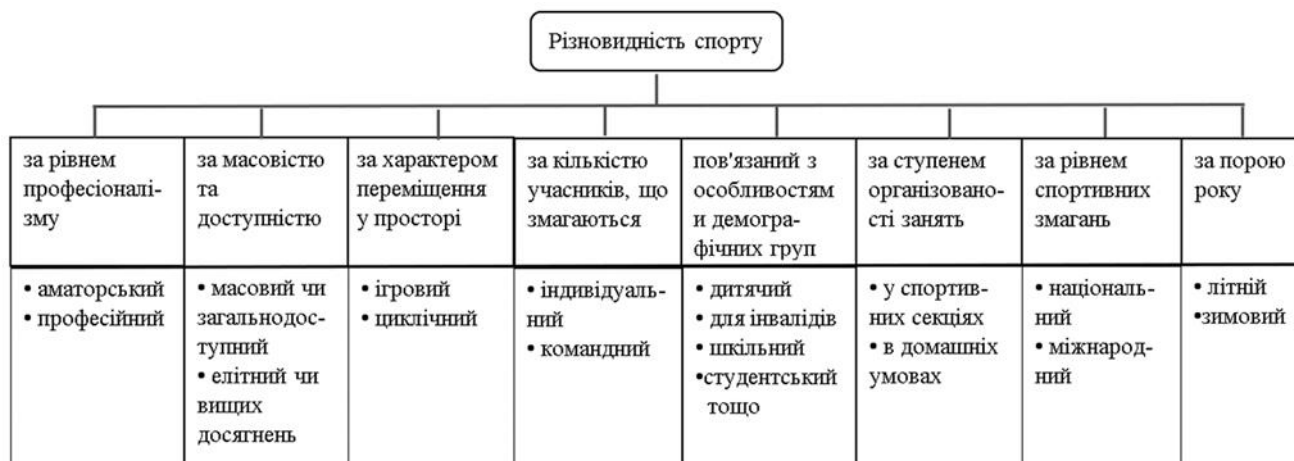 Різновидність спорту
за рівнем
професіоналі-
зму
за масовістю
та
доступністю
за характером
переміщення
у просторі
за кількістю
учасників, що
змагаються
пов'язаний з
особливостям
и демогра-
фічних груп
за ступенем
організовано-
сті занять
за рівнем
спортивних
змагань
за порою
року
• аматорський
• професійний
• масовий чи
загальнодос-
тупний
• елітний чи
вищих
досягнень
• ігровий
• циклічний
• індивідуаль-
ний
• командний
• дитячий
• для інвалідів
• шкільний
•студентський
тощо
• у спортив-
них секціях
• в домашніх
умовах
• національ-
ний
• міжнарод-
ний
• літній
•зимовий